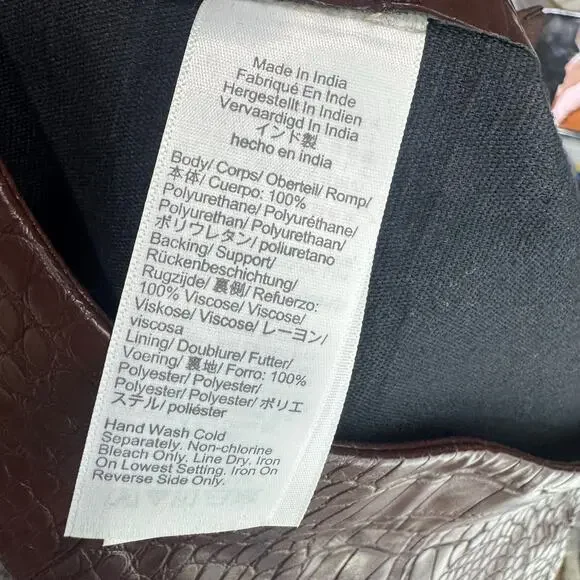 Made In India
Fabriqué En Inde
Hergestellt In Indien
Vervaardigd In India
インド製
hecho en india
Body/ Corps/ Oberteil/ Romp/
本体/ Cuerpo: 100%
Polyurethane/ Polyuréthane/
Polyurethan/ Polyurethaan/
ポリウレタン/ poliuretano
Backing/ Support/
Rückenbeschichtung/
Rugzijde/ 裏側/ Refuerzo:
100% Viscose/ Viscose/
Viskose/ Viscose/ レーヨン/
viscosa
Lining/ Doublure/ Futter/
Voering/ 裏地/ Forro: 100%
Polyester/ Polyester/
Polyester/ Polyester/ ポリエ
ステル/ poliéster
Hand Wash Cold
Separately. Non-chlorine
Bleach Only. Line Dry. Iron
On Lowest Setting. Iron On
Reverse Side Only.